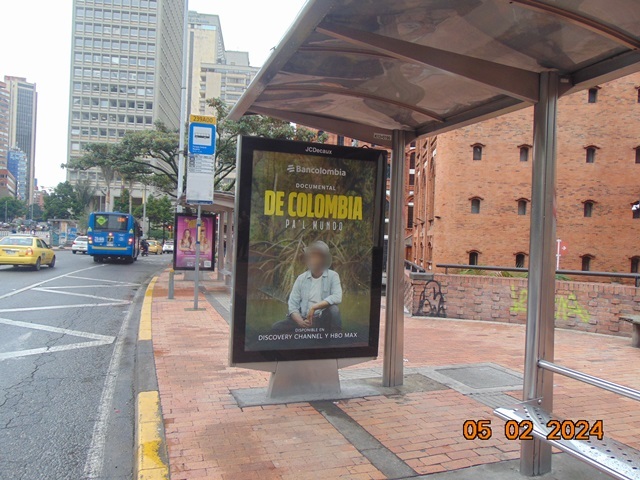 JCDecaux
Bancolombia
DOCUMENTAL
DE COLOMBIA
PA'L MUNDO
DISPONIBLE EN
DISCOVERY CHANNEL Y HBO MAX
05 02 2024